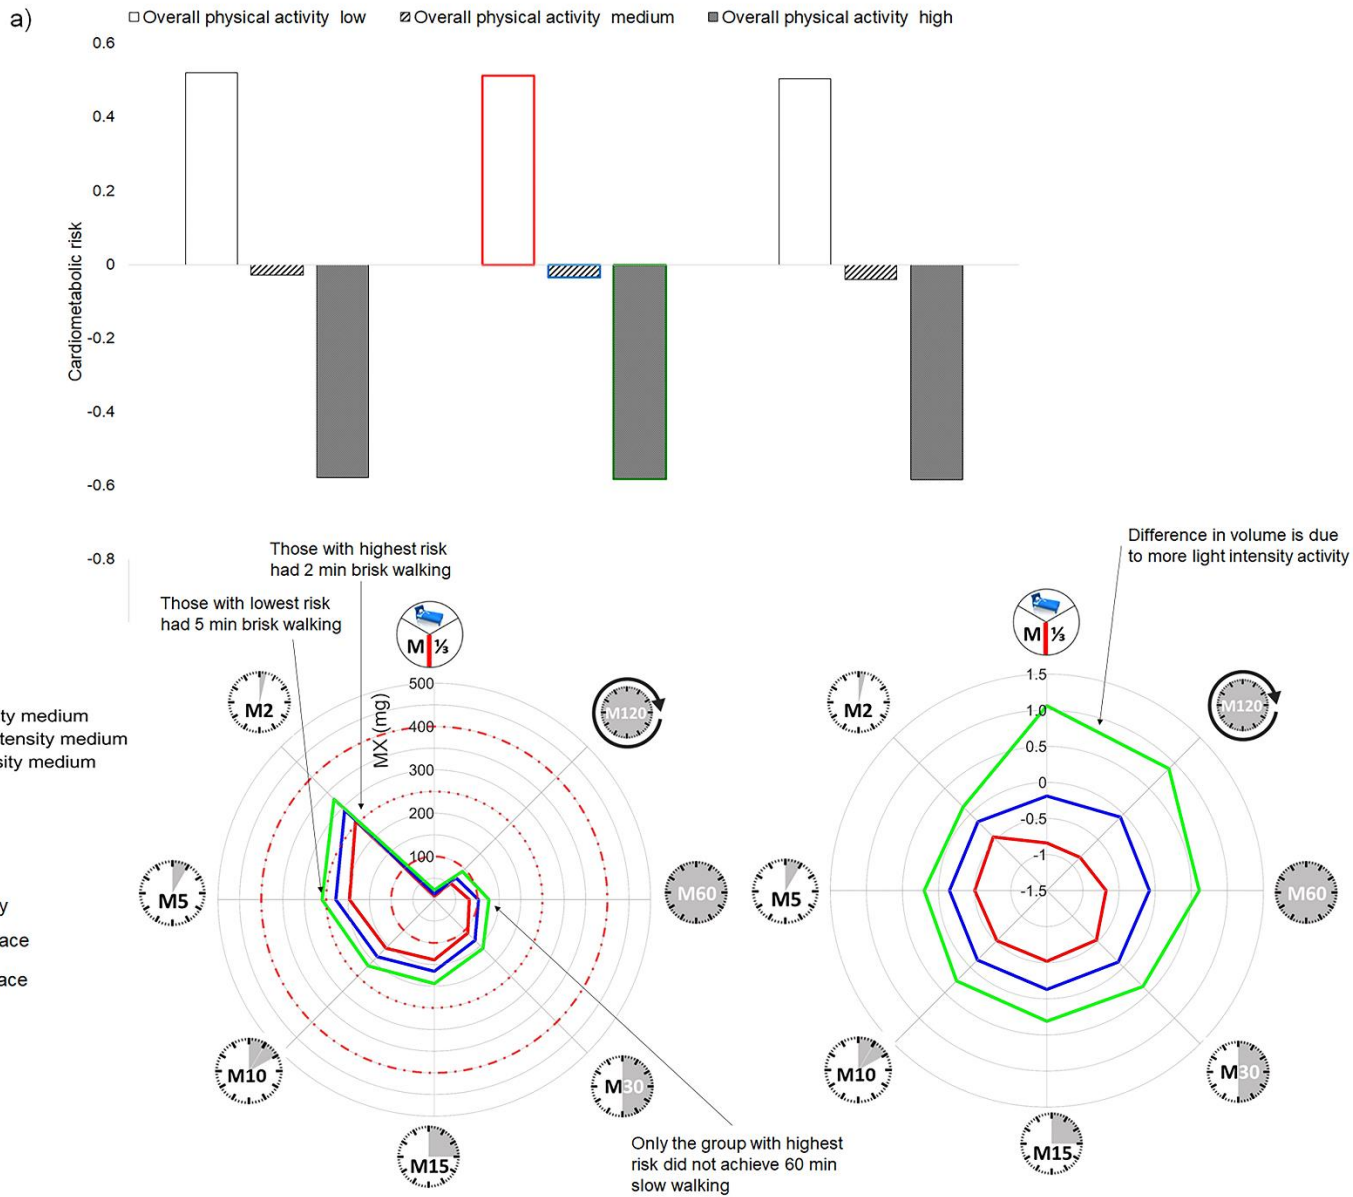 a)
Overall physical activity low
Overall physical activity medium
Overall physical activity high
0.6
0.4
0.2
0
-0.2
-0.4
-0.6
-0.8
Cardiometabolic risk
Those with highest risk
had 2 min brisk walking
Those with lowest risk
had 5 min brisk walking
Difference in volume is due
to more light intensity activity
M ⅓
500
400
300
200
100
MX (mg)
M2
M120
M5
M60
M10
M30
M15
Only the group with highest
risk did not achieve 60 min
slow walking
M ⅓
1.5
1.0
0.5
0
-0.5
-1
-1.5
M2
M120
M5
M60
M10
M30
M15
ty medium
tensity medium
sity medium
y
ace
ace